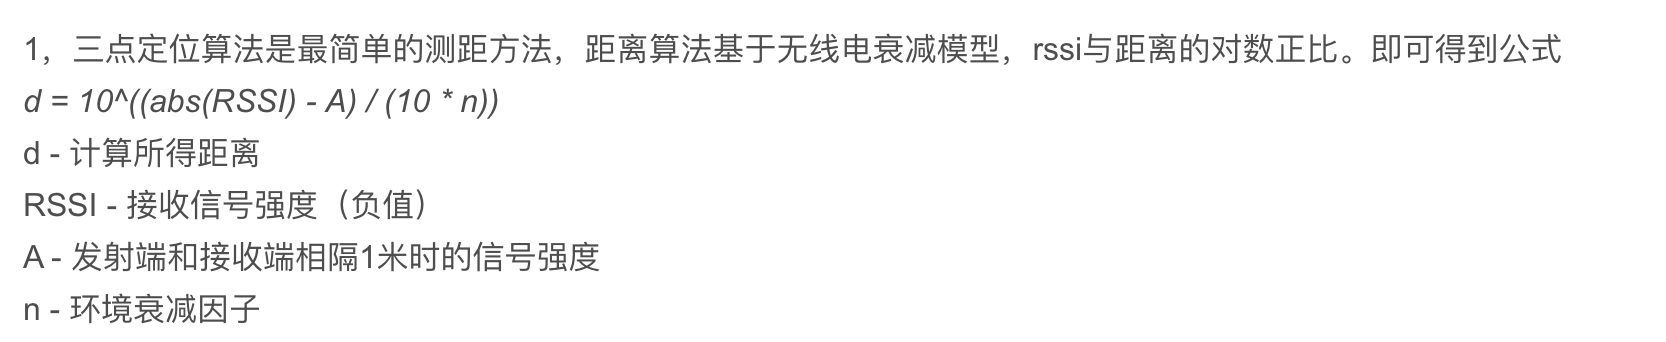 1，三点定位算法是最简单的测距方法，距离算法基于无线电衰减模型，rssi与距离的对数正比。即可得到公式
d = 10^((abs(RSSI) - A) / (10 * n))
d - 计算所得距离
RSSI - 接收信号强度（负值）
A - 发射端和接收端相隔1米时的信号强度
n - 环境衰减因子